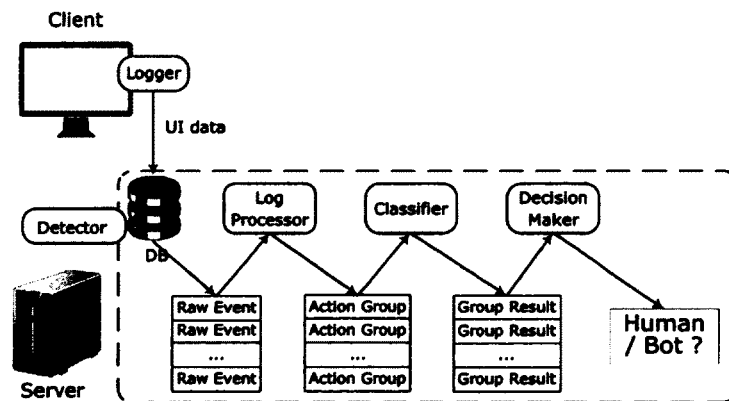 Client
Logger
UI data
Log
Processor
Classifier
Decision
Maker
Detector
DB
Raw Event
Raw Event
...
Raw Event
Action Group
Action Group
...
Action Group
Group Result
Group Result
...
Group Result
Human
/ Bot ?
Server